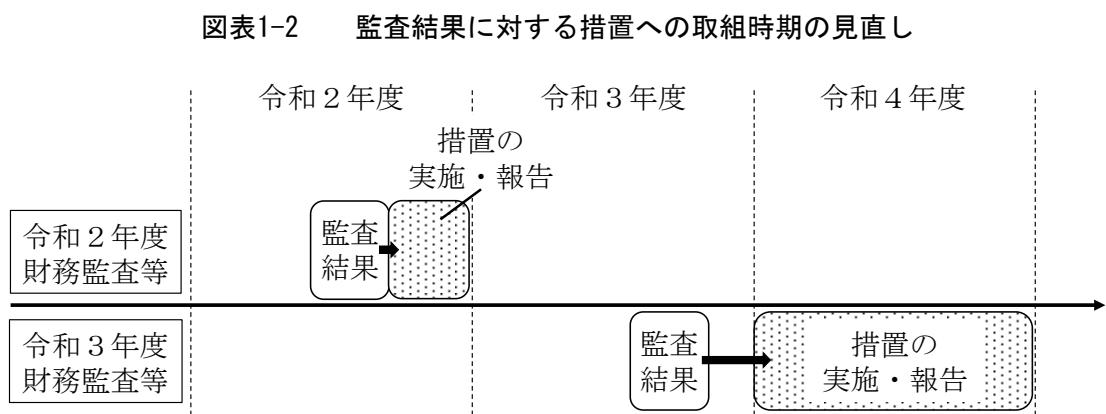 図表1-2　監査結果に対する措置への取組時期の見直し
令和２年度
令和３年度
令和４年度
措置の
実施・報告
令和２年度
財務監査等
監査
結果
令和３年度
財務監査等
監査
結果
措置の
実施・報告